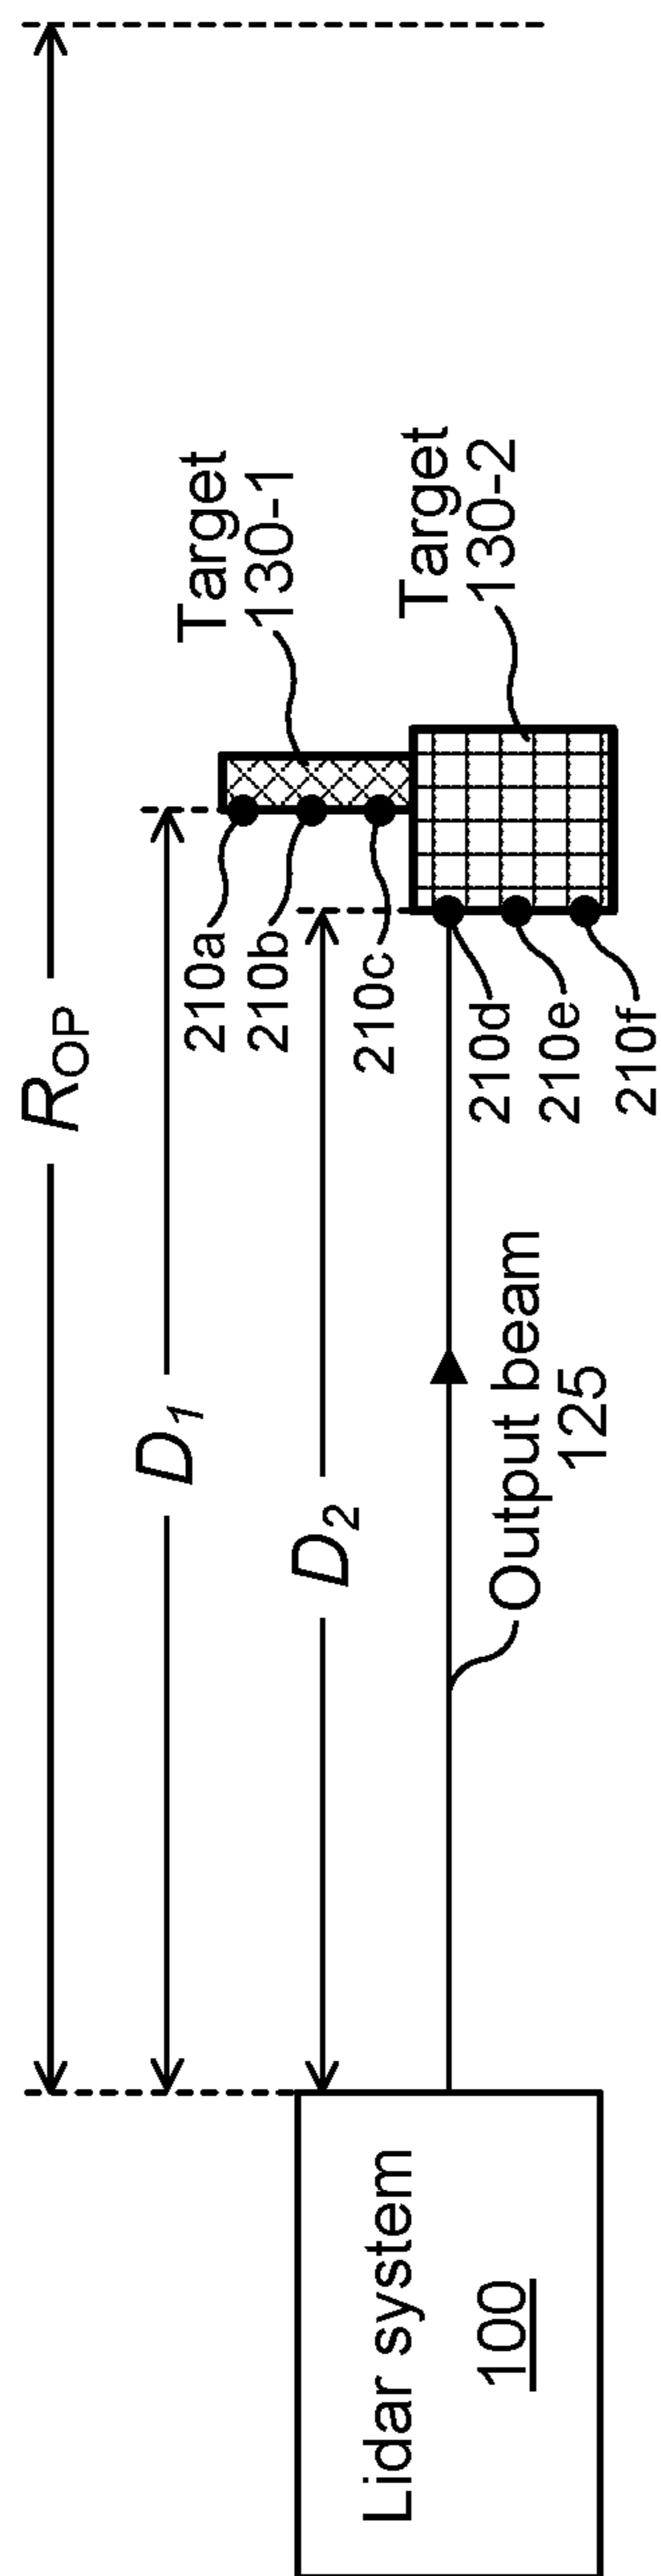 R_OP
D_1
D_2
Target
130-1
Target
130-2
210a
210b
210c
210d
210e
210f
Output beam
125
Lidar system
100